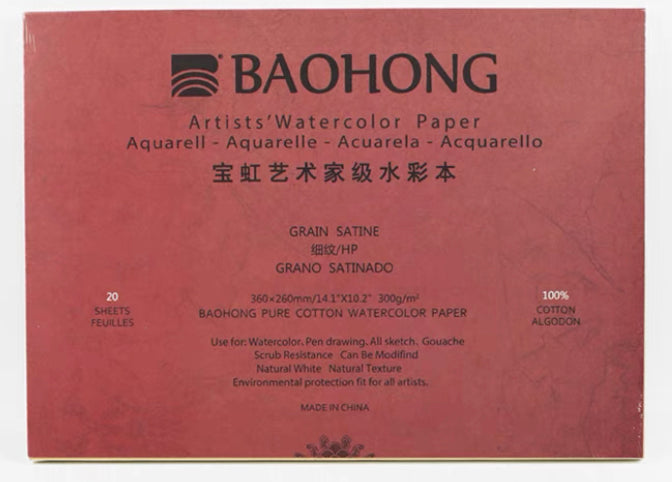 BAOHONG
Artists'Watercolor Paper
Aquarell - Aquarelle - Acuarela - Acquarello
宝虹艺术家级水彩本
GRAIN SATINE
细纹/HP
GRANO SATINADO
20
SHEETS
FEUILLES
360×260mm/14.1"X10.2" 300g/m²
BAOHONG PURE COTTON WATERCOLOR PAPER
100%
COTTON
ALGODON
Use for: Watercolor. Pen drawing. All sketch. Gouache
Scrub Resistance Can Be Modifind
Natural White Natural Texture
Environmental protection fit for all artists.
MADE IN CHINA